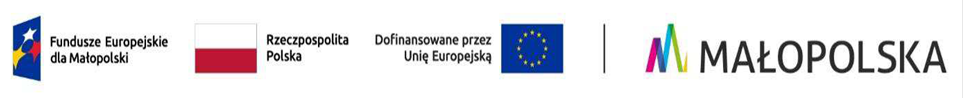 Fundusze Europejskie
dla Małopolski
Rzeczpospolita
Polska
Dofinansowane przez
Unię Europejską
MAŁOPOLSKA